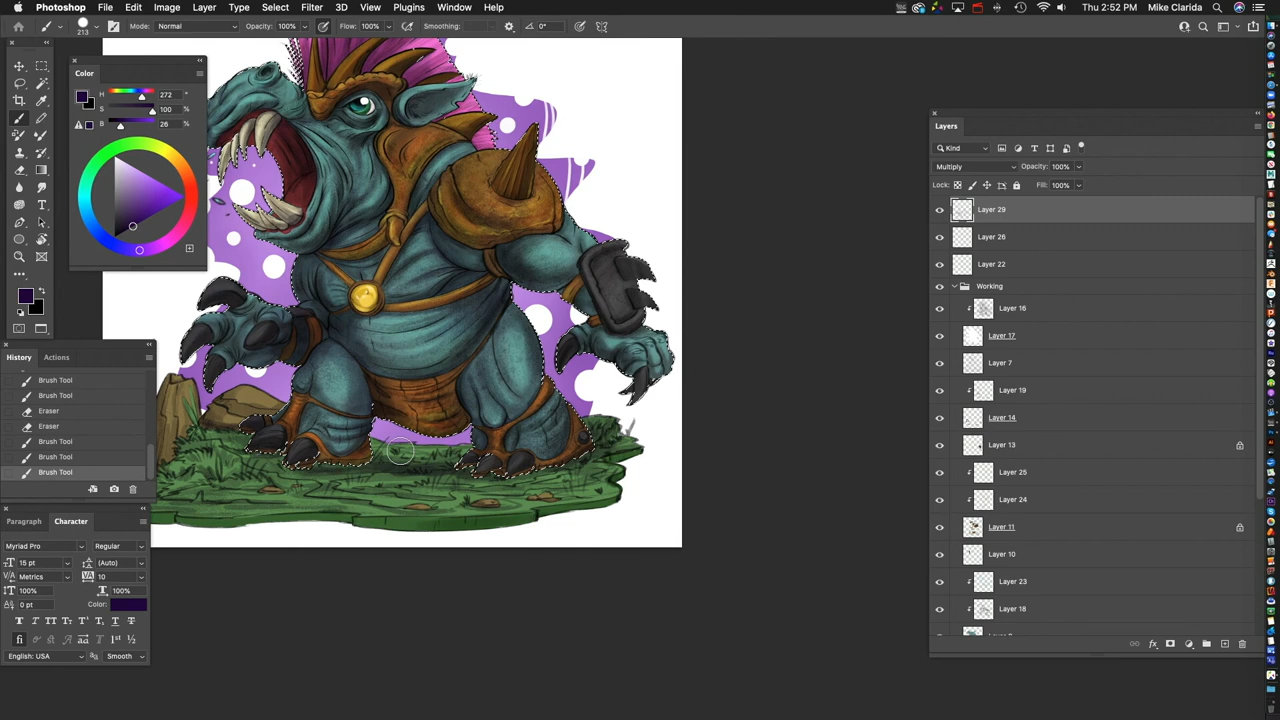 Photoshop File Edit Image Layer Type Select Filter 3D View Plugins Window Help Thu 2:52 PM Mike Clarida
213 Mode: Normal Opacity: 100% Flow: 100% Smoothing: 0°
Color
H 272 °
S 100 %
B 26 %
History Actions
Brush Tool
Brush Tool
Eraser
Eraser
Brush Tool
Brush Tool
Brush Tool
Paragraph Character
Myriad Pro Regular
15 pt (Auto)
Metrics 10
100% 100%
0 pt Color:
English: USA Smooth
Layers
Kind
Multiply Opacity: 100%
Lock: Fill: 100%
Layer 29
Layer 26
Layer 22
Working
Layer 16
Layer 17
Layer 7
Layer 19
Layer 14
Layer 13
Layer 25
Layer 24
Layer 11
Layer 10
Layer 23
Layer 18